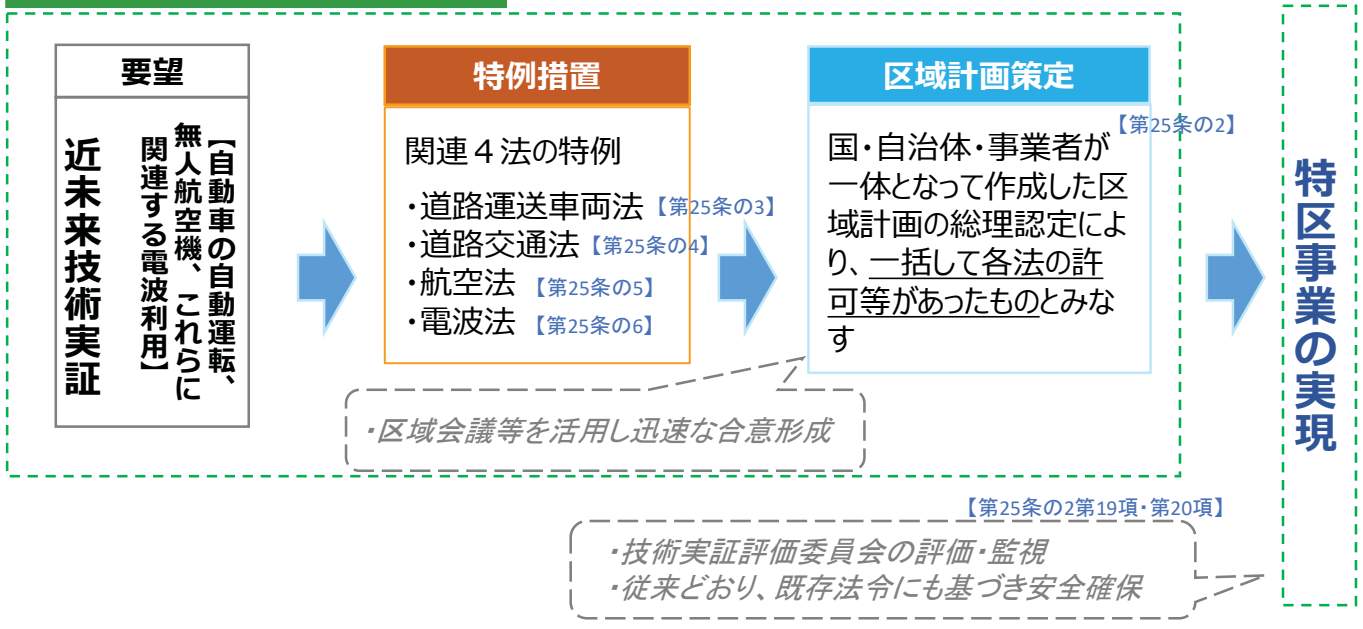 要望
近未来技術実証
【自動車の自動運転、
無人航空機、これらに
関連する電波利用】
特例措置
関連４法の特例
・道路運送車両法【第25条の3】
・道路交通法【第25条の4】
・航空法【第25条の5】
・電波法【第25条の6】
区域計画策定
【第25条の2】
国・自治体・事業者が
一体となって作成した区
域計画の総理認定によ
り、一括して各法の許
可等があったものとみな
す
・区域会議等を活用し迅速な合意形成
特区事業の実現
【第25条の2第19項・第20項】
・技術実証評価委員会の評価・監視
・従来どおり、既存法令にも基づき安全確保